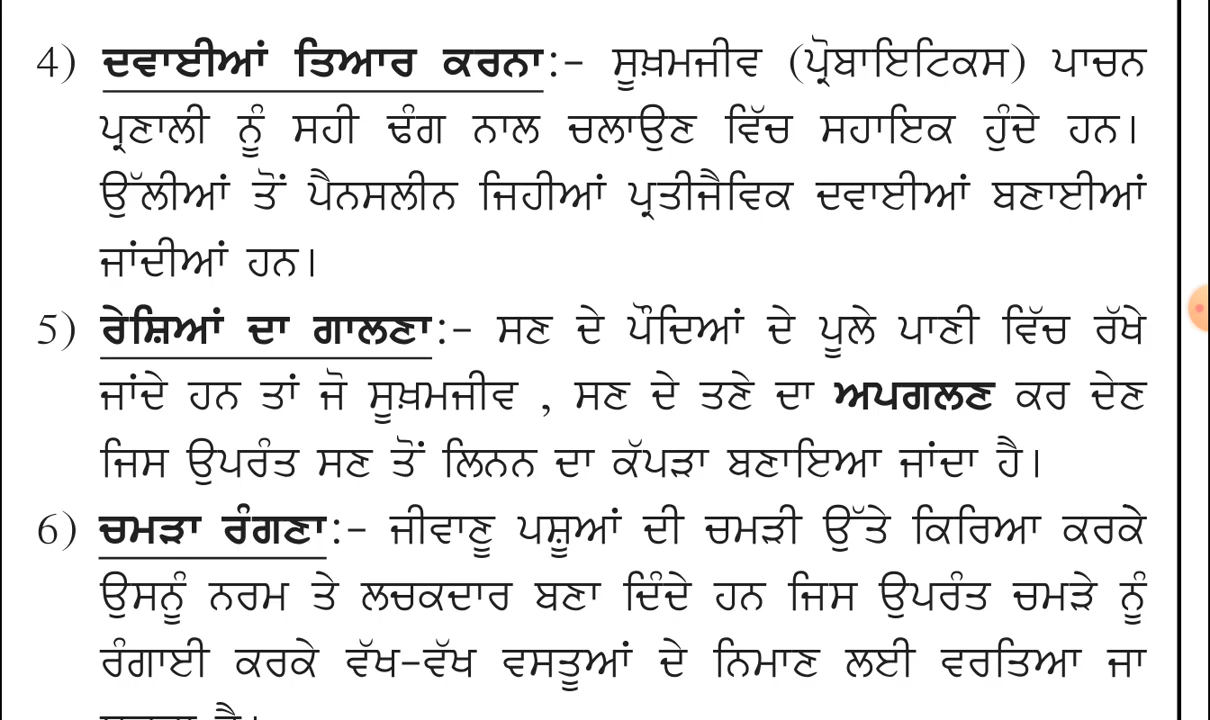 4) ਦਵਾਈਆਂ ਤਿਆਰ ਕਰਨਾ:- ਸੂਖ਼ਮਜੀਵ (ਪ੍ਰੋਬਾਇਟਿਕਸ) ਪਾਚਨ
ਪ੍ਰਣਾਲੀ ਨੂੰ ਸਹੀ ਢੰਗ ਨਾਲ ਚਲਾਉਣ ਵਿੱਚ ਸਹਾਇਕ ਹੁੰਦੇ ਹਨ।
ਉੱਲੀਆਂ ਤੋਂ ਪੈਨਸਲੀਨ ਜਿਹੀਆਂ ਪ੍ਰਤੀਜੈਵਿਕ ਦਵਾਈਆਂ ਬਣਾਈਆਂ
ਜਾਂਦੀਆਂ ਹਨ।
5) ਰੇਸ਼ਿਆਂ ਦਾ ਗਾਲਣਾ:- ਸਣ ਦੇ ਪੌਦਿਆਂ ਦੇ ਪੂਲੇ ਪਾਣੀ ਵਿੱਚ ਰੱਖੇ
ਜਾਂਦੇ ਹਨ ਤਾਂ ਜੋ ਸੂਖ਼ਮਜੀਵ , ਸਣ ਦੇ ਤਣੇ ਦਾ ਅਪਗਲਣ ਕਰ ਦੇਣ
ਜਿਸ ਉਪਰੰਤ ਸਣ ਤੋਂ ਲਿਨਨ ਦਾ ਕੱਪੜਾ ਬਣਾਇਆ ਜਾਂਦਾ ਹੈ।
6) ਚਮੜਾ ਰੰਗਣਾ:- ਜੀਵਾਣੂ ਪਸ਼ੂਆਂ ਦੀ ਚਮੜੀ ਉੱਤੇ ਕਿਰਿਆ ਕਰਕੇ
ਉਸਨੂੰ ਨਰਮ ਤੇ ਲਚਕਦਾਰ ਬਣਾ ਦਿੰਦੇ ਹਨ ਜਿਸ ਉਪਰੰਤ ਚਮੜੇ ਨੂੰ
ਰੰਗਾਈ ਕਰਕੇ ਵੱਖ-ਵੱਖ ਵਸਤੂਆਂ ਦੇ ਨਿਮਾਣ ਲਈ ਵਰਤਿਆ ਜਾ
ਹੈ।